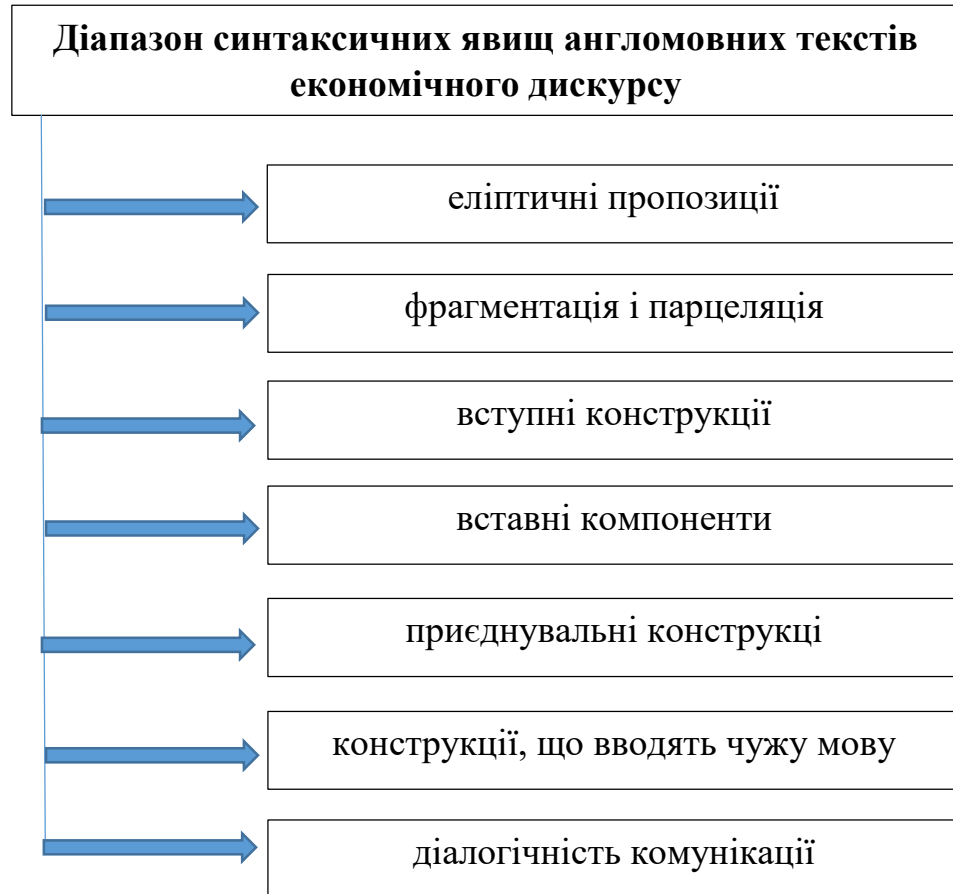 Діапазон синтаксичних явищ англомовних текстів
економічного дискурсу
еліптичні пропозиції
фрагментація і парцеляція
вступні конструкції
вставні компоненти
приєднувальні конструкці
конструкції, що вводять чужу мову
діалогічність комунікації